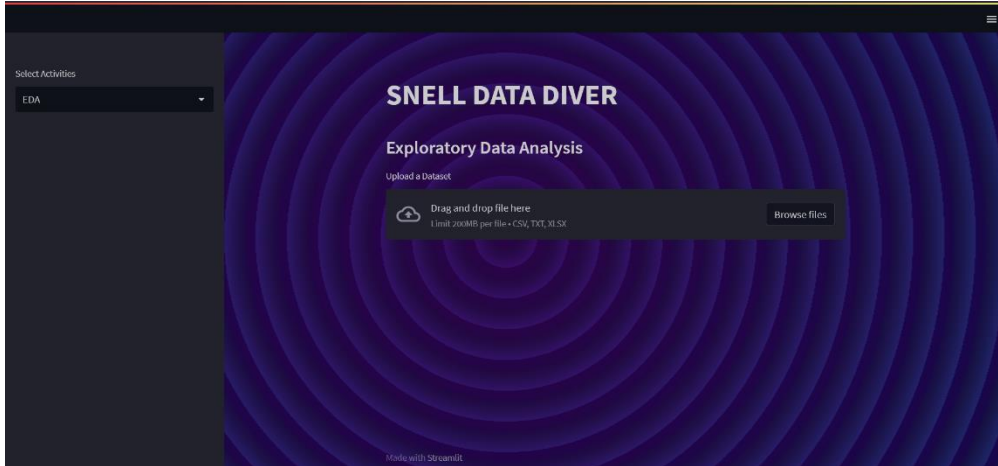 Select Activities
EDA
SNELL DATA DIVER
Exploratory Data Analysis
Upload a Dataset
Drag and drop file here
Limit 200MB per file • CSV, TXT, XLSX
Browse files
Made with Streamlit